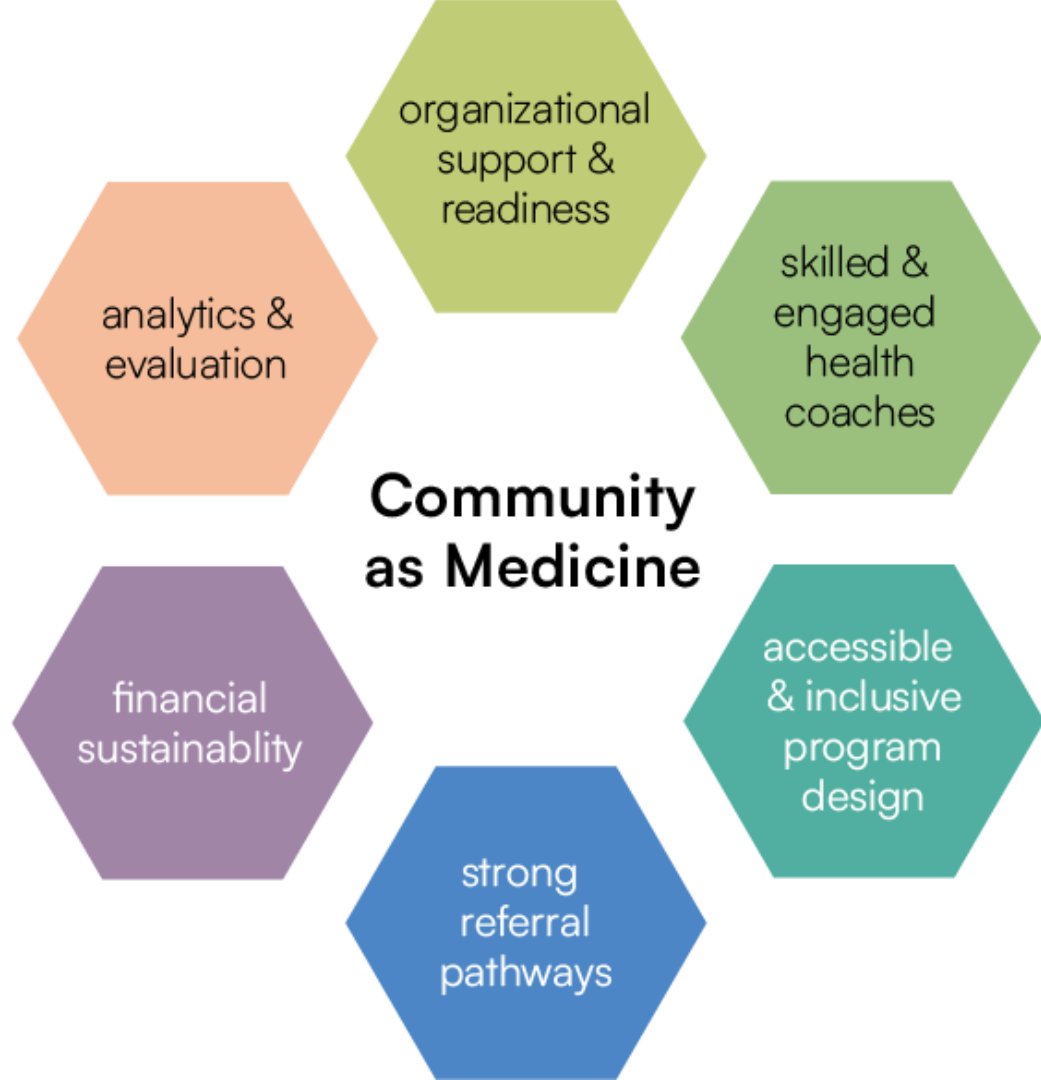 organizational
support &
readiness
skilled &
engaged
health
coaches
accessible
& inclusive
program
design
strong
referral
pathways
financial
sustainablity
analytics &
evaluation
Community
as Medicine